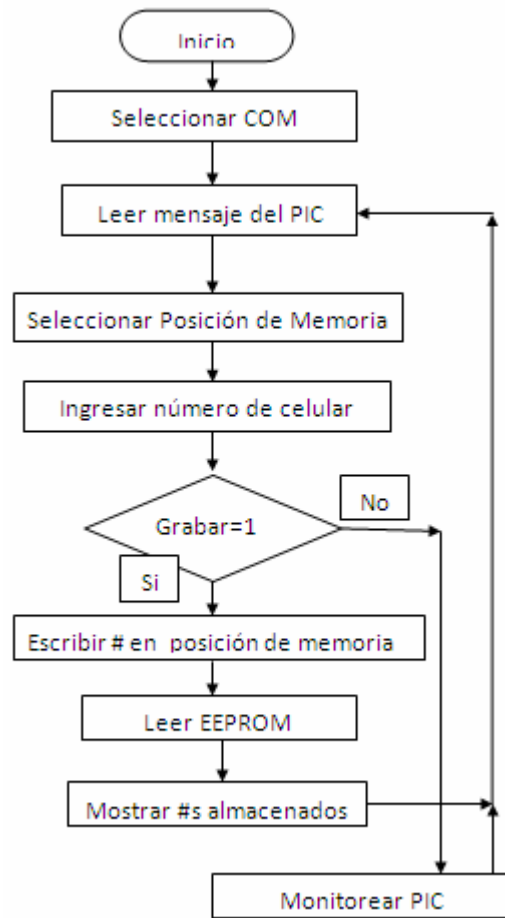 Inicio
Seleccionar COM
Leer mensaje del PIC
Seleccionar Posición de Memoria
Ingresar número de celular
Grabar=1
No
Si
Escribir # en posición de memoria
Leer EEPROM
Mostrar #s almacenados
Monitorear PIC